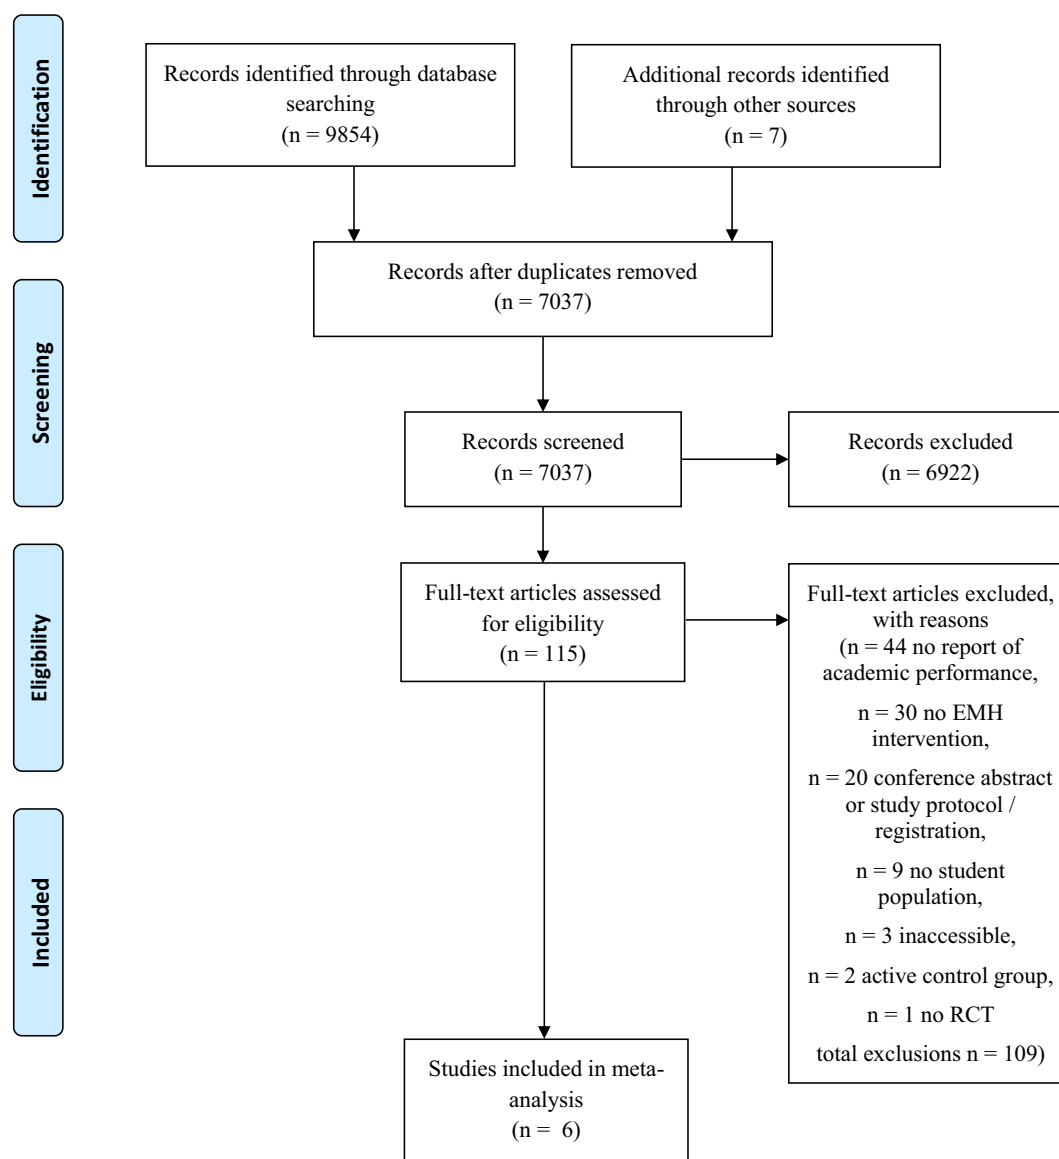 Identification
Records identified through database
searching
(n = 9854)
Additional records identified
through other sources
(n = 7)
Records after duplicates removed
(n = 7037)
Screening
Records screened
(n = 7037)
Records excluded
(n = 6922)
Eligibility
Full-text articles assessed
for eligibility
(n = 115)
Full-text articles excluded,
with reasons
(n = 44 no report of
academic performance,
n = 30 no EMH
intervention,
n = 20 conference abstract
or study protocol /
registration,
n = 9 no student
population,
n = 3 inaccessible,
n = 2 active control group,
n = 1 no RCT
total exclusions n = 109)
Included
Studies included in meta-
analysis
(n = 6)